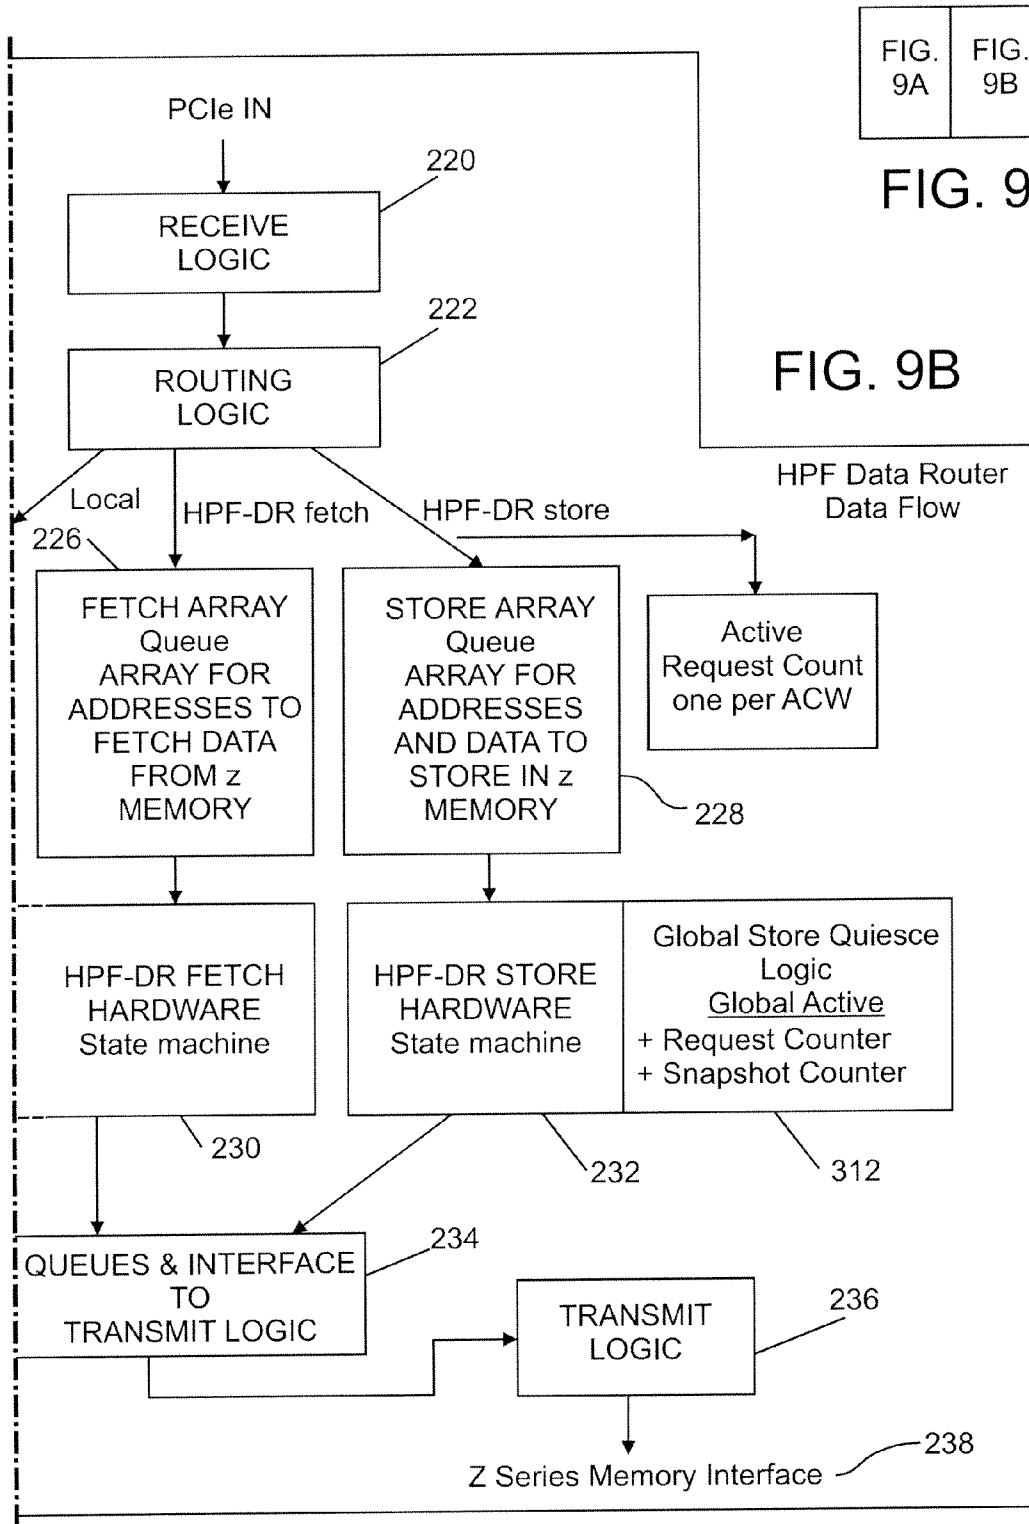 FIG. 9A
FIG. 9B
FIG. 9
PCIe IN
220
RECEIVE
LOGIC
222
ROUTING
LOGIC
FIG. 9B
HPF Data Router
Data Flow
Local
HPF-DR fetch
HPF-DR store
226
FETCH ARRAY
Queue
ARRAY FOR
ADDRESSES TO
FETCH DATA
FROM z
MEMORY
STORE ARRAY
Queue
ARRAY FOR
ADDRESSES
AND DATA TO
STORE IN z
MEMORY
228
Active
Request Count
one per ACW
HPF-DR FETCH
HARDWARE
State machine
230
HPF-DR STORE
HARDWARE
State machine
232
Global Store Quiesce
Logic
Global Active
+ Request Counter
+ Snapshot Counter
312
QUEUES & INTERFACE
TO
TRANSMIT LOGIC
234
TRANSMIT
LOGIC
236
Z Series Memory Interface
238